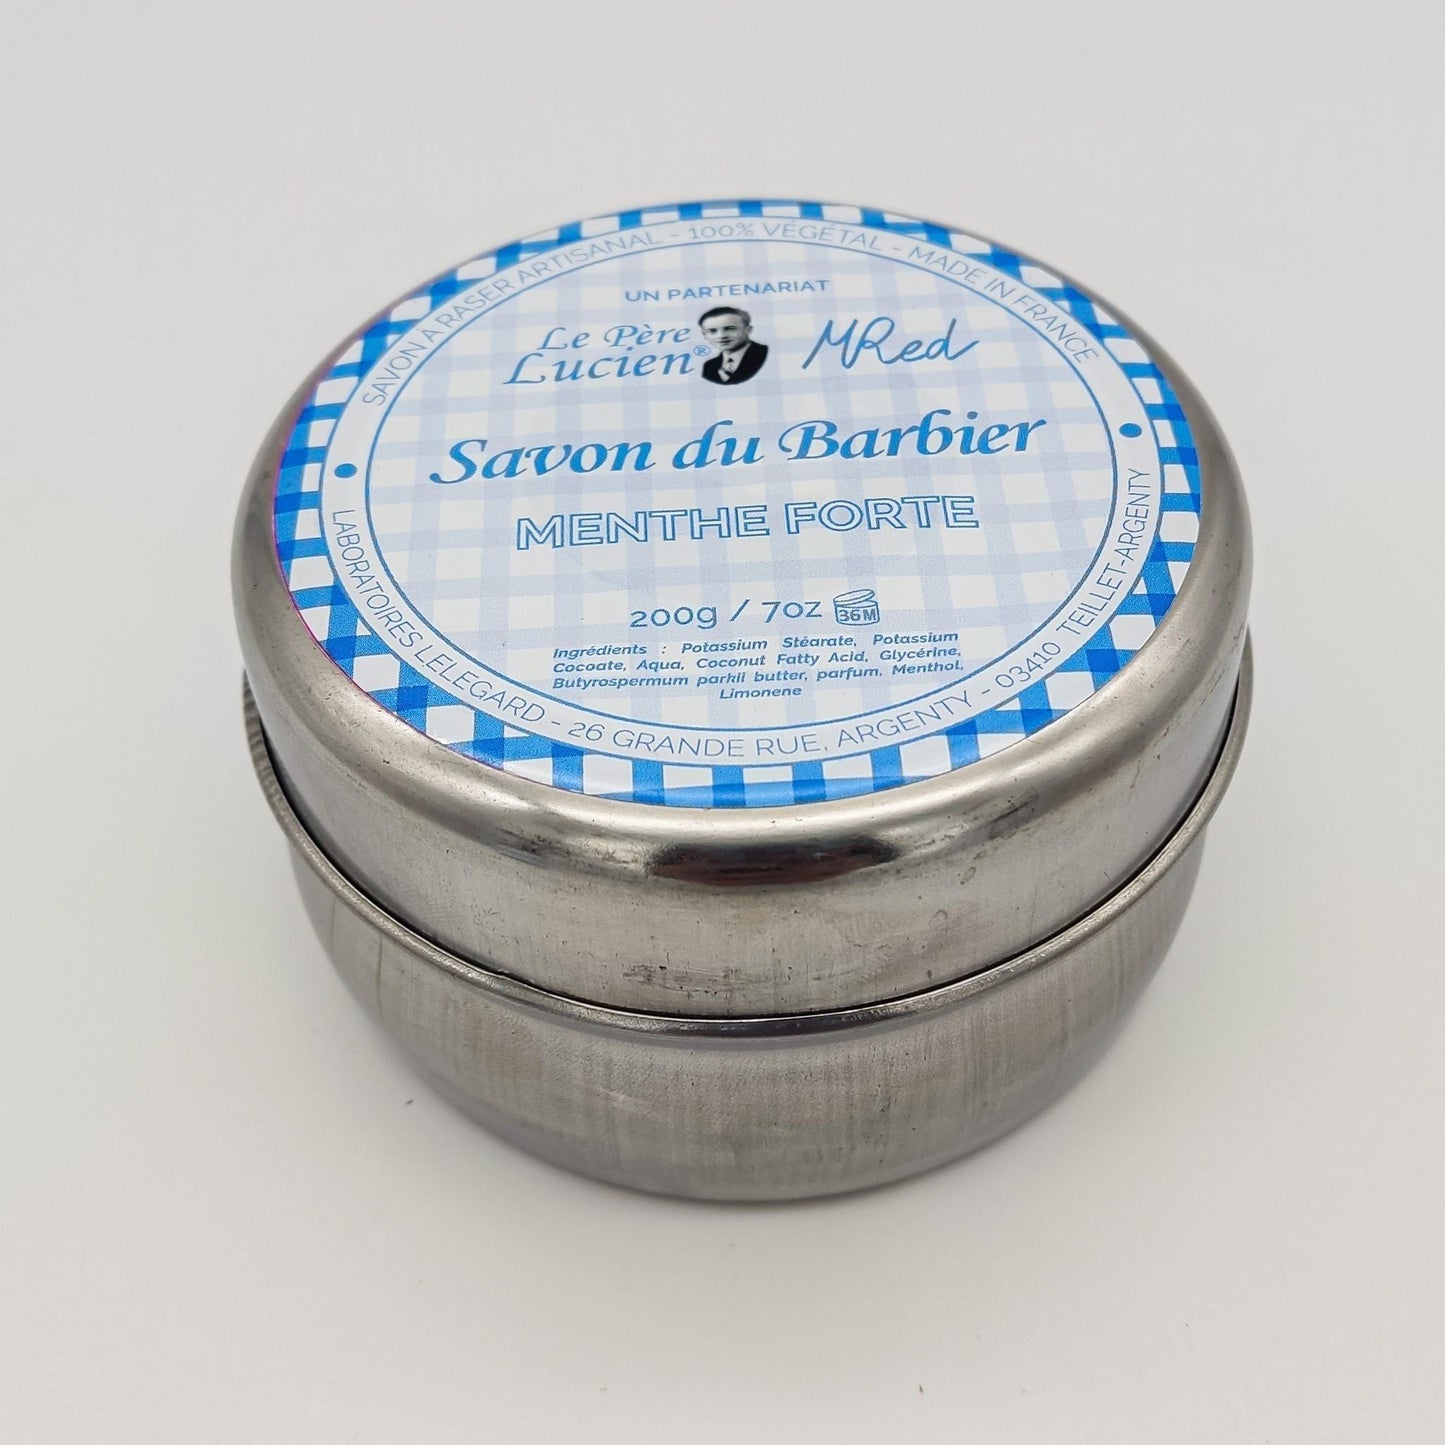 SAVON A RASER ARTISANAL - 100% VÉGÉTAL - MADE IN FRANCE
UN PARTENARIAT
Le Père
Lucien®
MRed
Savon du Barbier
MENTHE FORTE
200g / 7oz 36M
Ingrédients : Potassium Stéarate, Potassium
Cocoate, Aqua, Coconut Fatty Acid, Glycérine,
Butyrospermum parkii butter, parfum, Menthol,
Limonene
LABORATOIRES LELEGARD - 26 GRANDE RUE, ARGENTY - 03410 TEILLET-ARGENTY